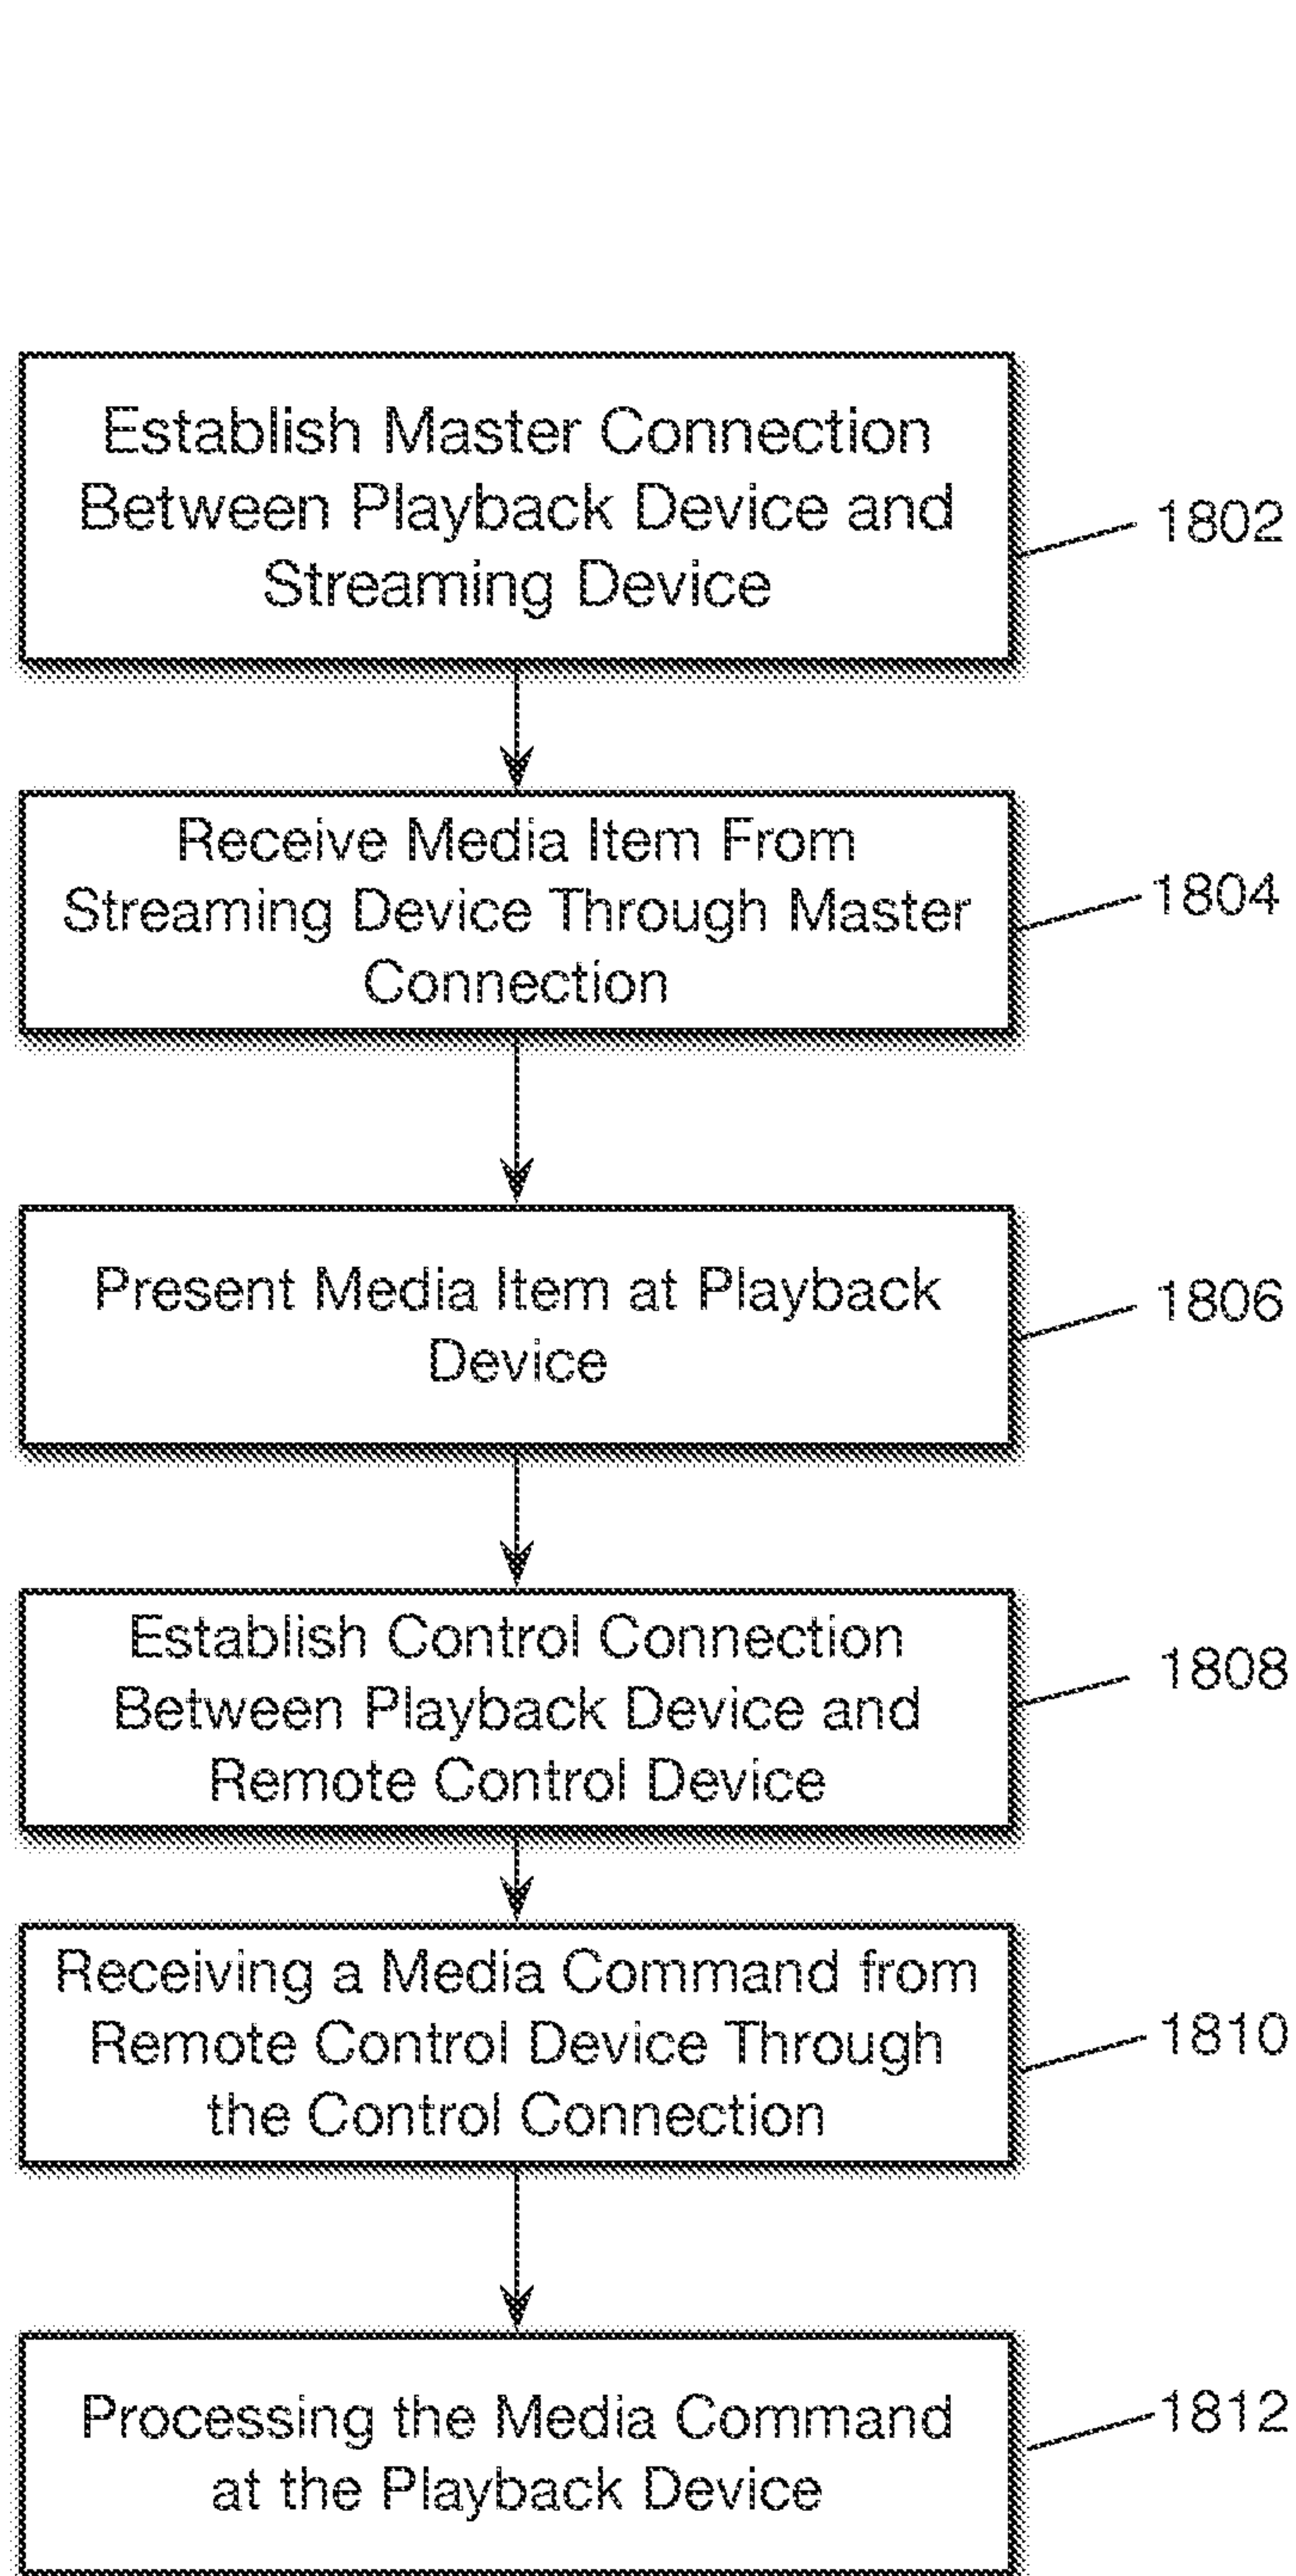 Establish Master Connection
Between Playback Device and
Streaming Device
1802
Receive Media Item From
Streaming Device Through Master
Connection
1804
Present Media Item at Playback
Device
1806
Establish Control Connection
Between Playback Device and
Remote Control Device
1808
Receiving a Media Command from
Remote Control Device Through
the Control Connection
1810
Processing the Media Command
at the Playback Device
1812